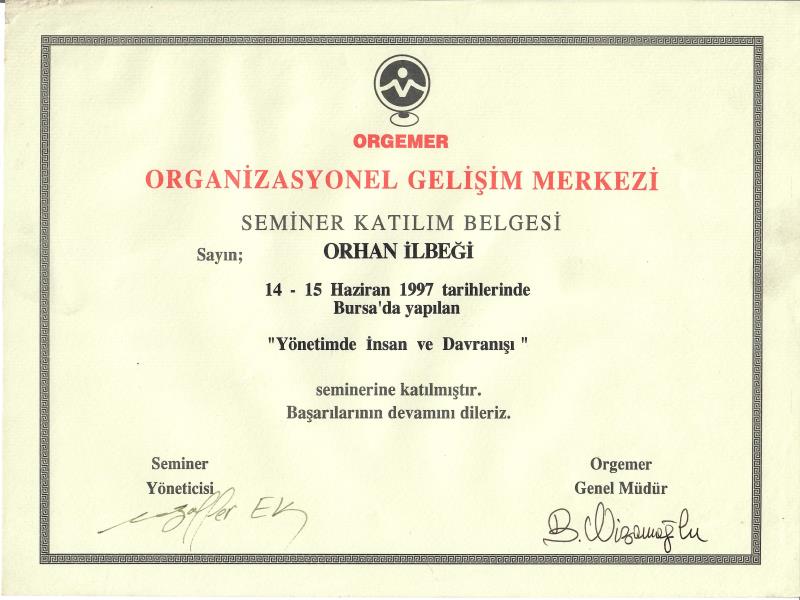 ORGEMER
ORGANİZASYONEL GELİŞİM MERKEZİ
SEMİNER KATILIM BELGESİ
Sayın; ORHAN İLBEĞİ
14 - 15 Haziran 1997 tarihlerinde
Bursa'da yapılan
"Yönetimde İnsan ve Davranışı "
seminerine katılmıştır.
Başarılarının devamını dileriz.
Seminer
Yöneticisi
Orgemer
Genel Müdür